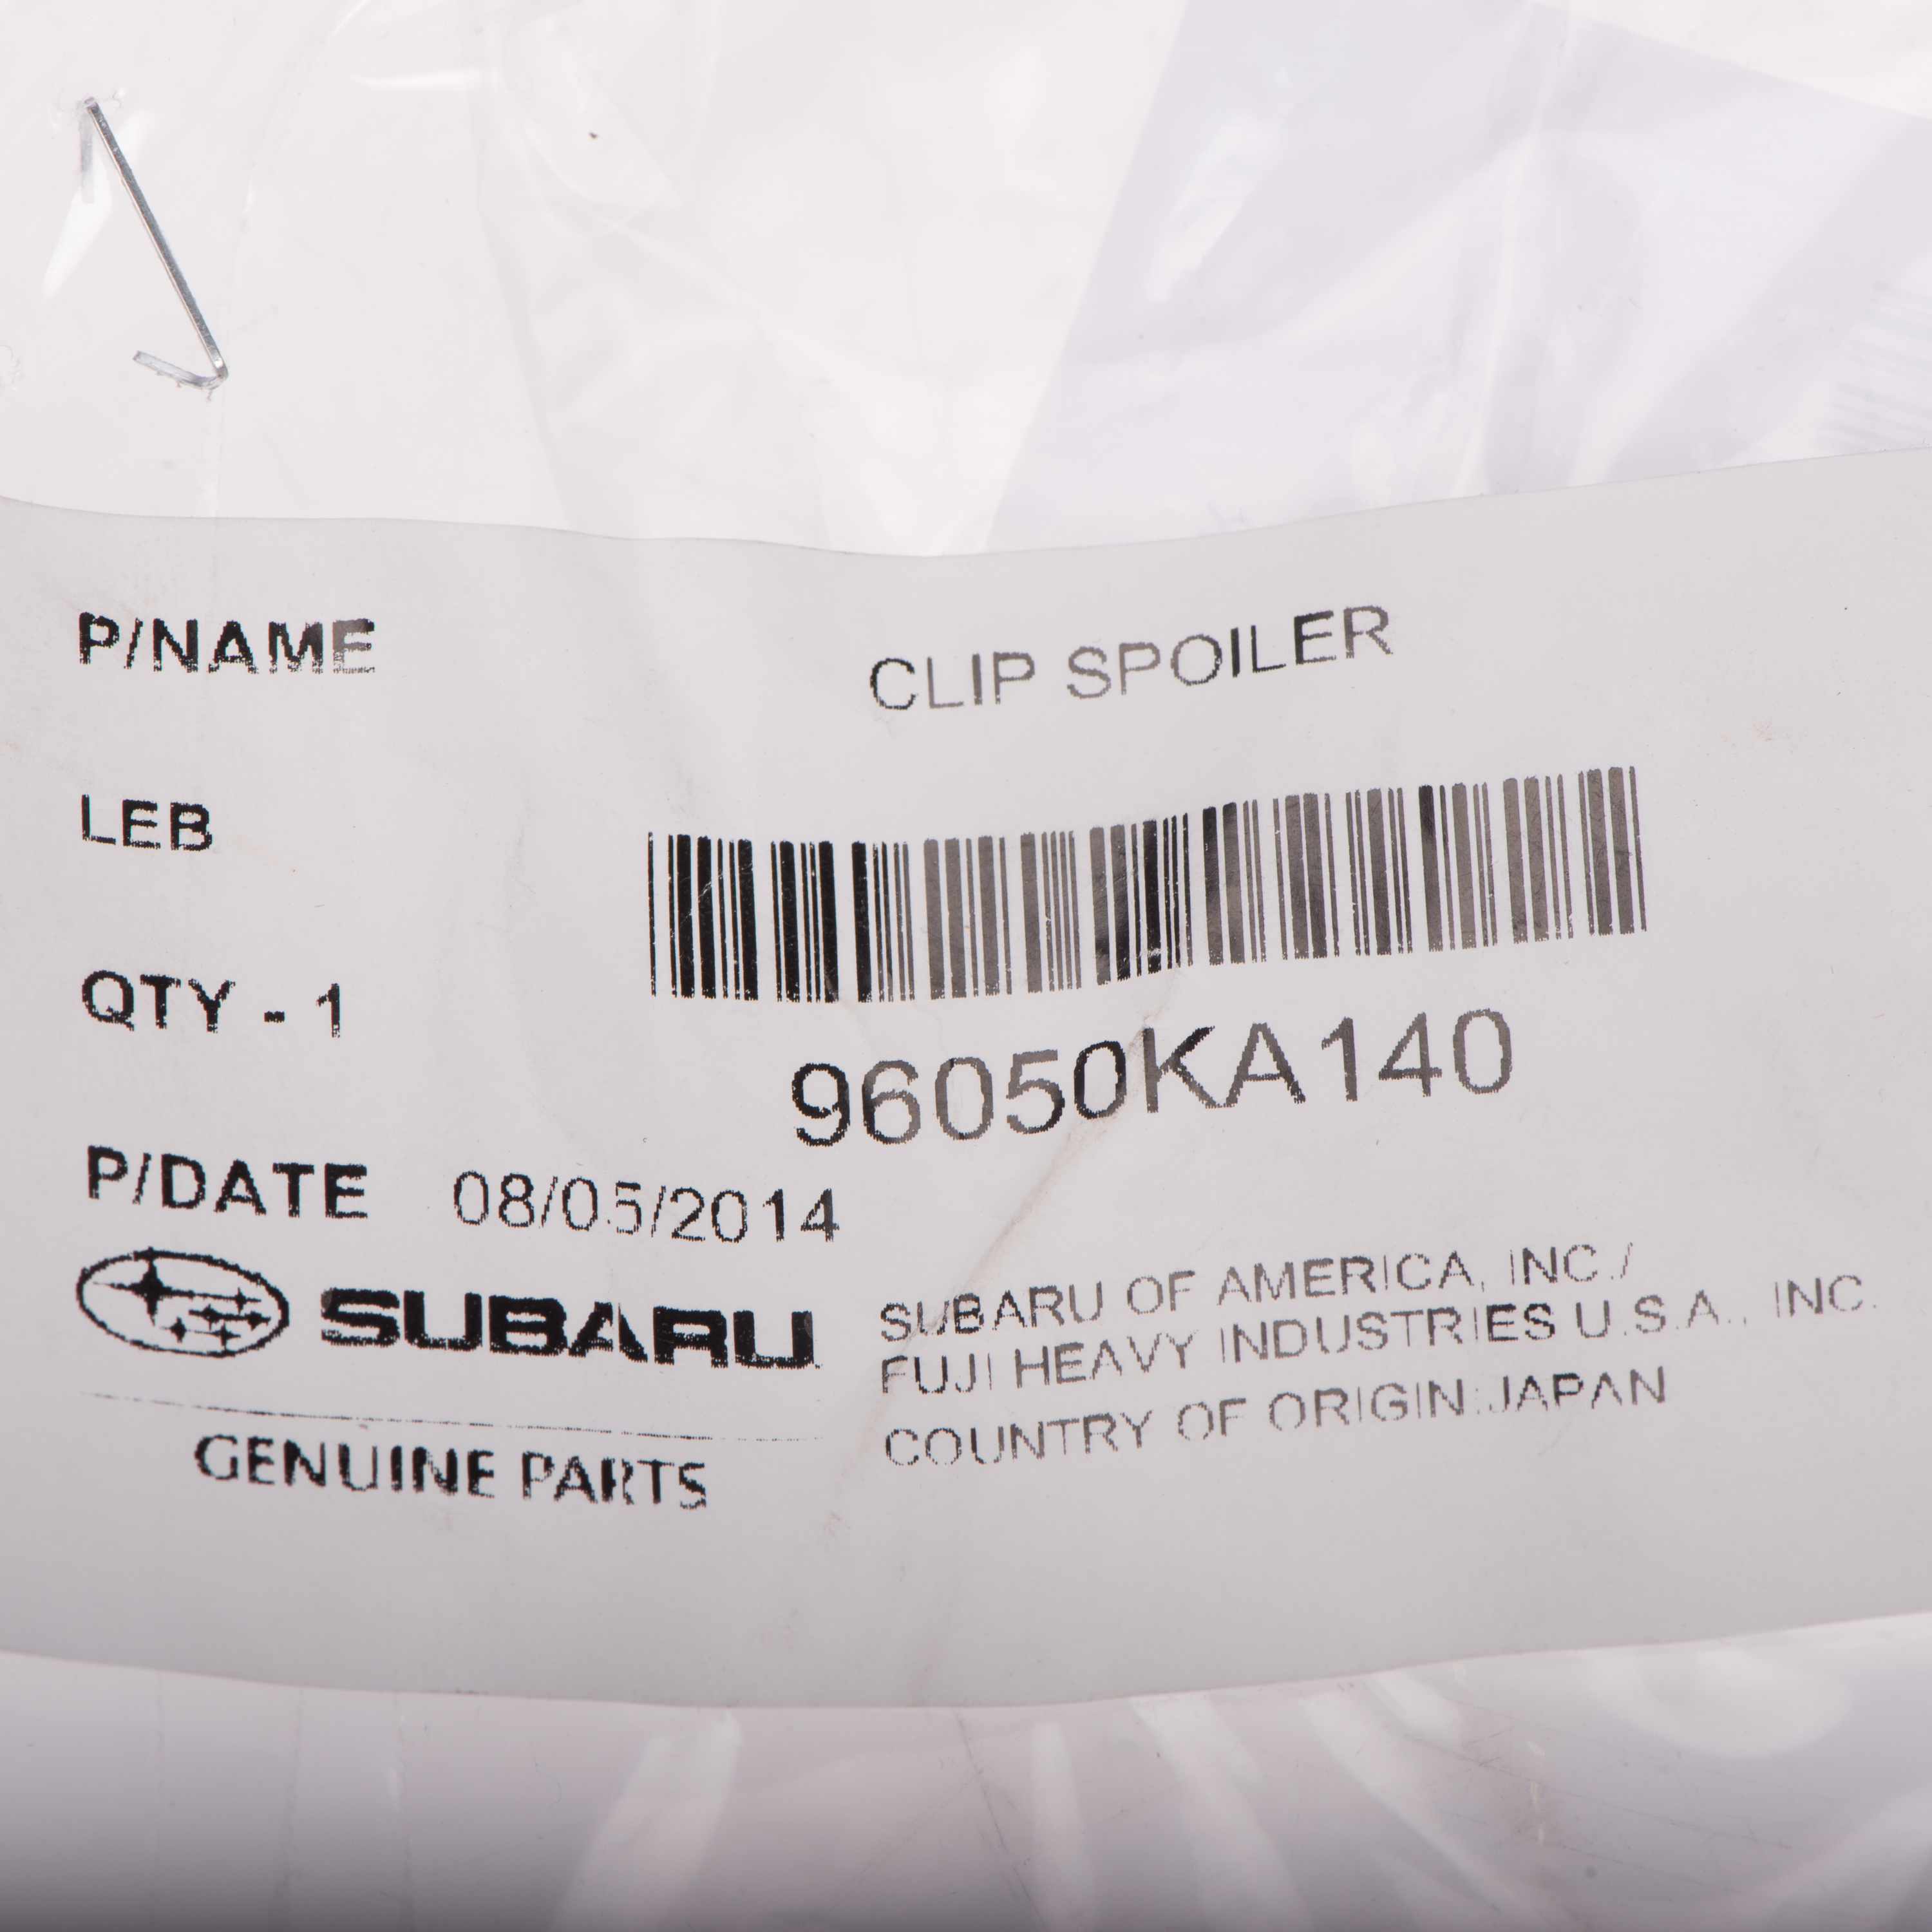 P/NAME CLIP SPOILER
LEB
QTY - 1
96050KA140
P/DATE 08/05/2014
SUBARU
GENUINE PARTS
SUBARU OF AMERICA, INC./
FUJI HEAVY INDUSTRIES U.S.A., INC.
COUNTRY OF ORIGIN:JAPAN